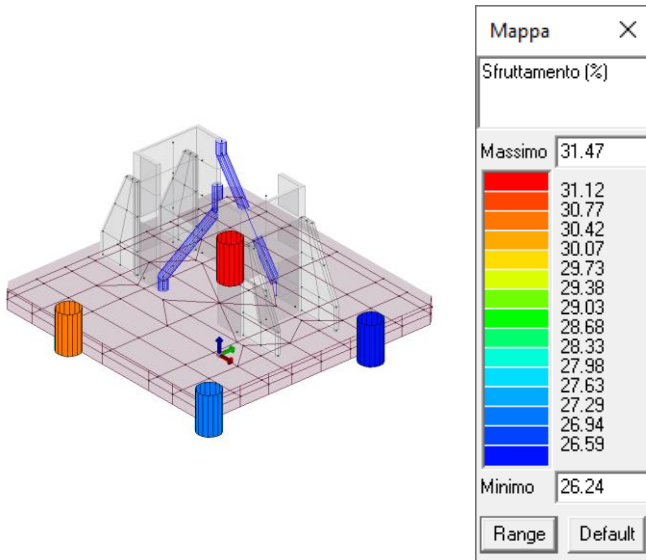 Mappa
Sfruttamento (%)
Massimo 31.47
31.12
30.77
30.42
30.07
29.73
29.38
29.03
28.68
28.33
27.98
27.63
27.29
26.94
26.59
Minimo 26.24
Range Default